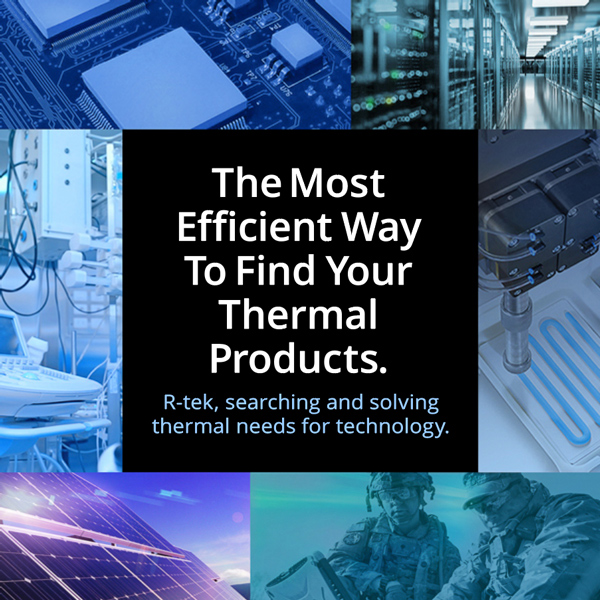 The Most
Efficient Way
To Find Your
Thermal
Products.
R-tek, searching and solving
thermal needs for technology.